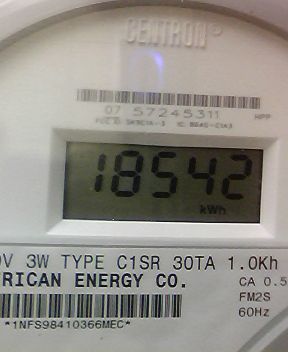 CENTRON®
07 57245311
HPP
18542
kWh
V 3W TYPE C1SR 30TA 1.0Kh
RICAN ENERGY CO.
CA 0.5
FM2S
60Hz
*1NFS98410366MEC*